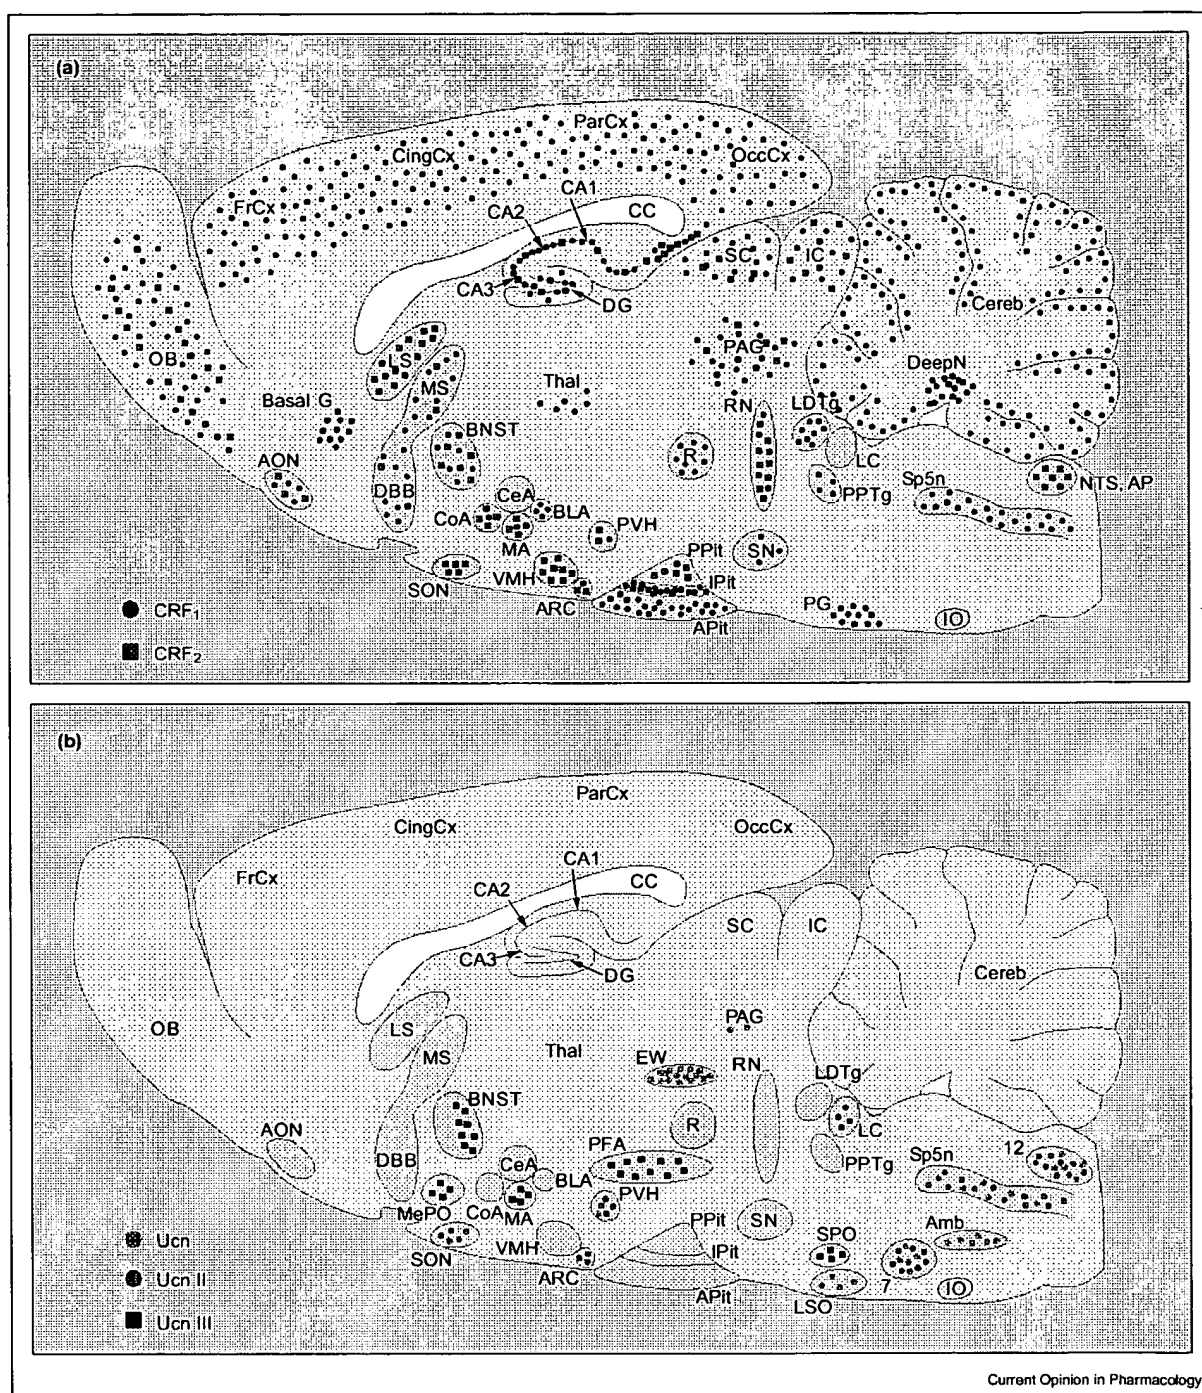 (a)
ParCx
CingCx
OccCx
CA1
FrCx
CA2
CC
SC
IC
CA3
DG
Cereb
OB
LS
PAG
MS
Thal
DeepN
Basal G
RN
LDTg
BNST
R
LC
AON
Sp5n
NTS, AP
DBB
CeA
PPTg
CoA
BLA
MA
PVH
SN
PPit
SON
VMH
IPit
ARC
PG
IO
CRF₁
APit
CRF₂
(b)
ParCx
CingCx
OccCx
CA1
FrCx
CA2
CC
SC
IC
CA3
DG
Cereb
OB
LS
PAG
MS
Thal
EW
RN
LDTg
BNST
R
LC
AON
PFA
12
DBB
CeA
PPTg
Sp5n
BLA
PVH
MePO
CoA
MA
PPit
SN
Amb
SPO
SON
VMH
IPit
Ucn
ARC
7
IO
Ucn II
APit
LSO
Ucn III
Current Opinion in Pharmacology